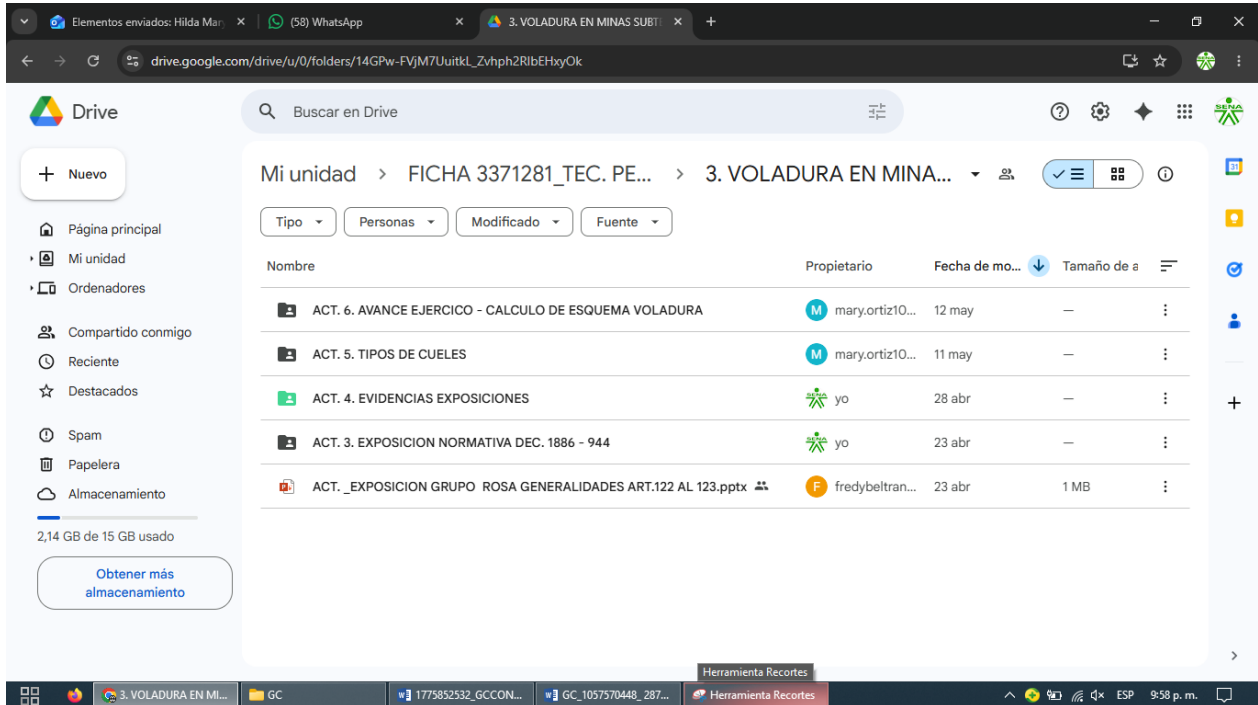 Elementos enviados: Hilda Mar
(58) WhatsApp
3. VOLADURA EN MINAS SUBTE
drive.google.com/drive/u/0/folders/14GPw-FVjM7UuitkL_Zvhph2RlbEHxyOk
Drive
Buscar en Drive
SENA
Nuevo
Mi unidad > FICHA 3371281_TEC. PE... > 3. VOLADURA EN MINA...
Tipo
Personas
Modificado
Fuente
Página principal
Mi unidad
Ordenadores
Compartido conmigo
Reciente
Destacados
Spam
Papelera
Almacenamiento
2,14 GB de 15 GB usado
Obtener más
almacenamiento
Nombre Propietario Fecha de mo... Tamaño de a
ACT. 6. AVANCE EJERCICO - CALCULO DE ESQUEMA VOLADURA M mary.ortiz10... 12 may —
ACT. 5. TIPOS DE CUELES M mary.ortiz10... 11 may —
ACT. 4. EVIDENCIAS EXPOSICIONES SENA yo 28 abr —
ACT. 3. EXPOSICION NORMATIVA DEC. 1886 - 944 SENA yo 23 abr —
ACT. _EXPOSICION GRUPO ROSA GENERALIDADES ART.122 AL 123.pptx F fredybeltran... 23 abr 1 MB
31
Herramienta Recortes
3. VOLADURA EN MI...
GC
1775852532_GCCON...
GC_1057570448_287...
Herramienta Recortes
ESP
9:58 p. m.